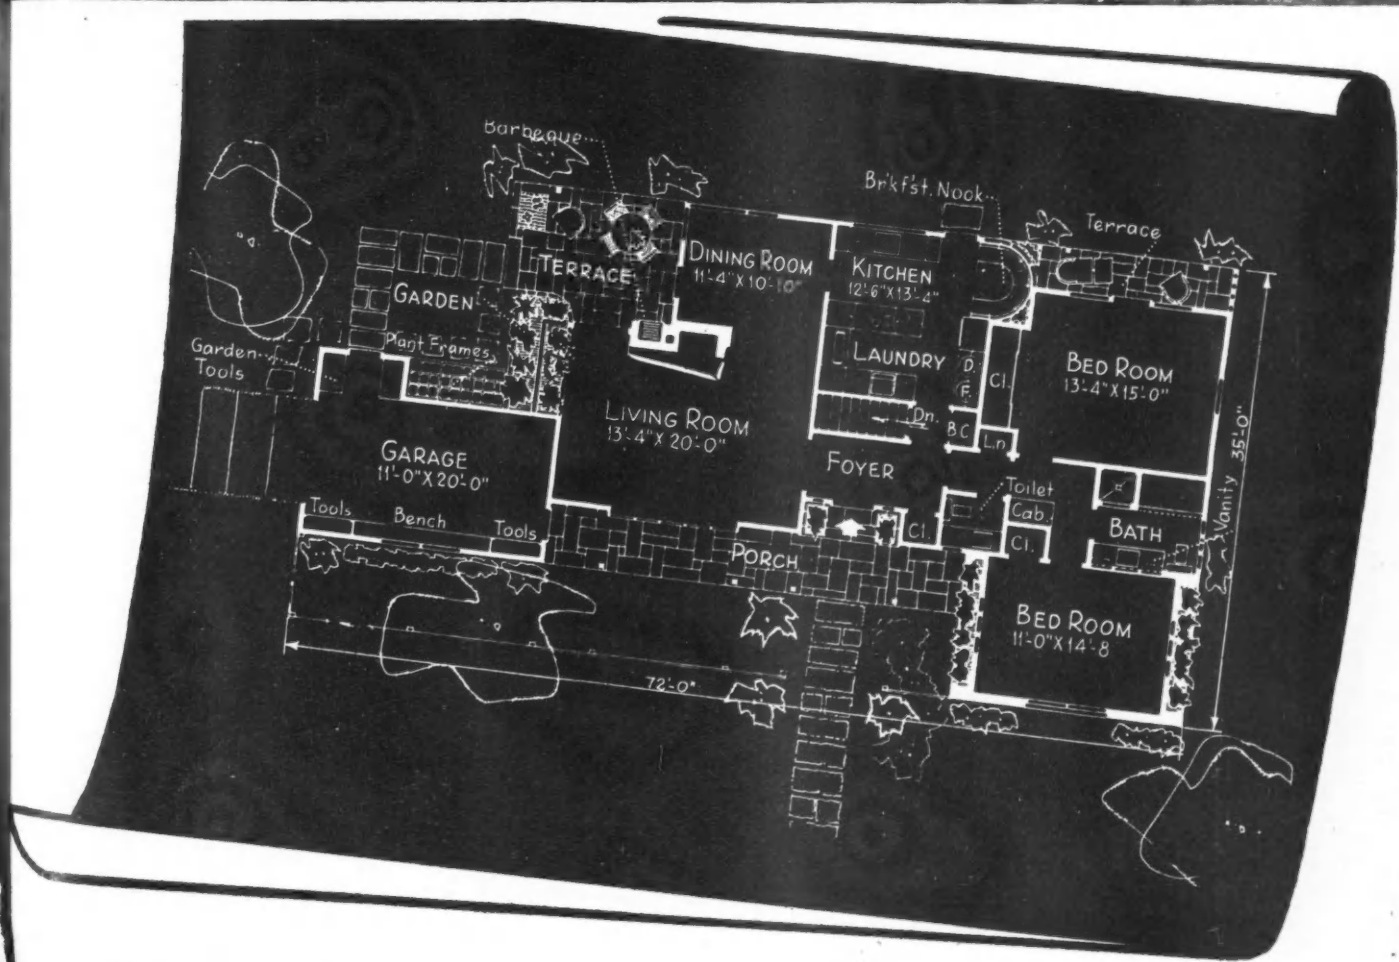 Barbeque
Br'kf'st. Nook
Terrace
DINING ROOM
11'-4" X 10'-10"
KITCHEN
12'-6" X 13'-4"
TERRACE
GARDEN
Plant Frames
Garden
Tools
LAUNDRY
D.
F.
Cl.
BED ROOM
13'-4" X 15'-0"
LIVING ROOM
13'-4" X 20'-0"
Dn.
B.C.
Ln.
35'-0"
GARAGE
11'-0" X 20'-0"
FOYER
Toilet
Cab.
Vanity
Tools
Bench
Tools
Cl.
Cl.
BATH
PORCH
BED ROOM
11'-0" X 14'-8
72'-0"